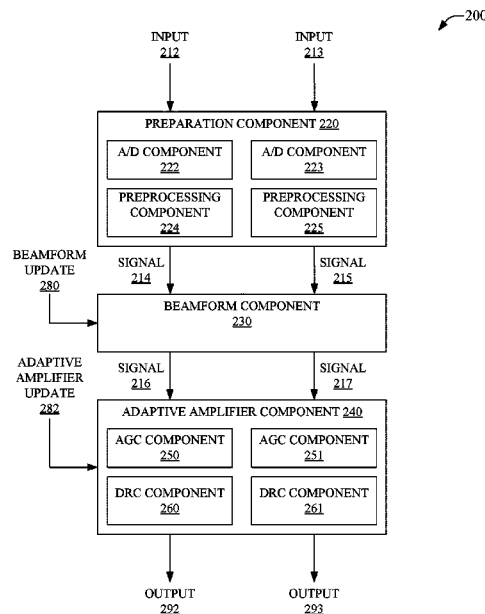 200
INPUT
212
INPUT
213
PREPARATION COMPONENT 220
A/D COMPONENT
222
A/D COMPONENT
223
PREPROCESSING
COMPONENT
224
PREPROCESSING
COMPONENT
225
SIGNAL
214
SIGNAL
215
BEAMFORM
UPDATE
280
BEAMFORM COMPONENT
230
SIGNAL
216
SIGNAL
217
ADAPTIVE
AMPLIFIER
UPDATE
282
ADAPTIVE AMPLIFIER COMPONENT 240
AGC COMPONENT
250
AGC COMPONENT
251
DRC COMPONENT
260
DRC COMPONENT
261
OUTPUT
292
OUTPUT
293